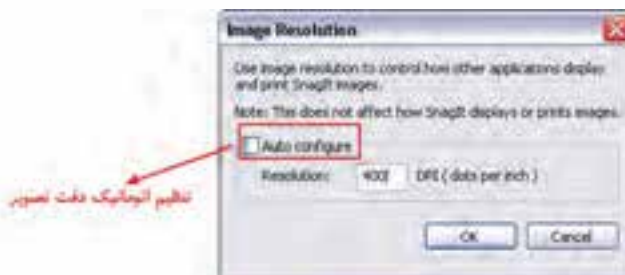 Image Resolution
Use image resolution to control how other applications display
and print SnagIt images.
Note: This does not affect how SnagIt displays or prints images.
Auto configure
Resolution: 400 DPI ( dots per inch )
OK Cancel
تنظیم اتوماتیک دقت تصویر